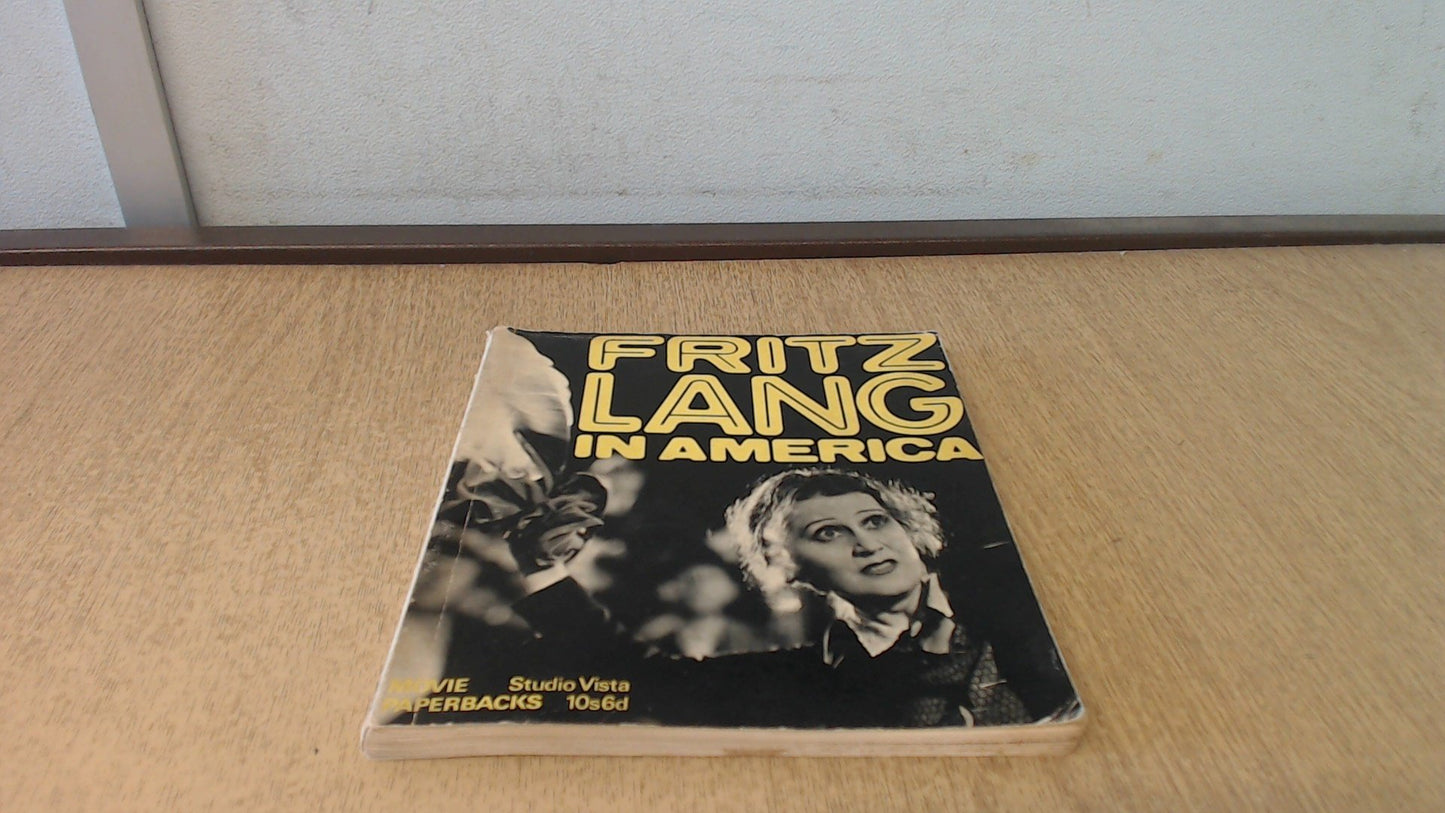 FRITZ
LANG
IN AMERICA
MOVIE Studio Vista
PAPERBACKS 10s6d